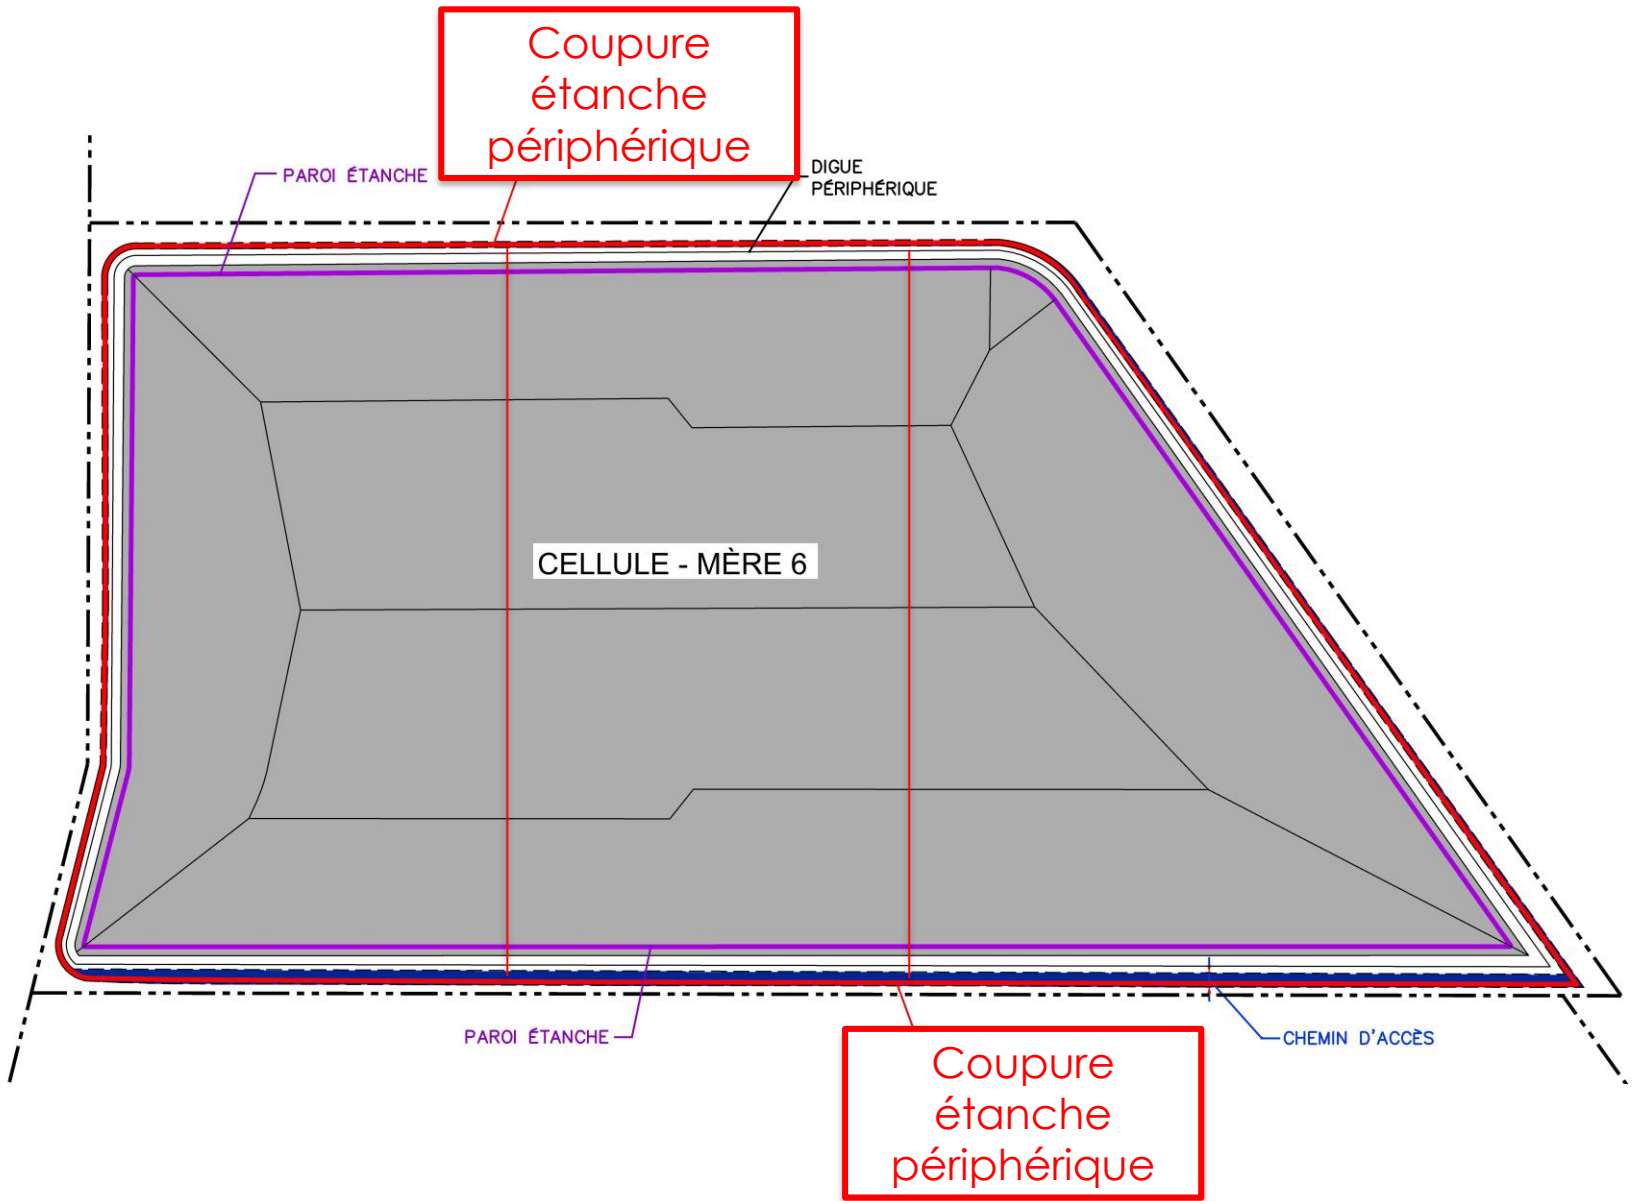 Coupure
étanche
périphérique
PAROI ÉTANCHE
DIGUE
PÉRIPHÉRIQUE
CELLULE - MÈRE 6
PAROI ÉTANCHE
CHEMIN D'ACCÈS
Coupure
étanche
périphérique